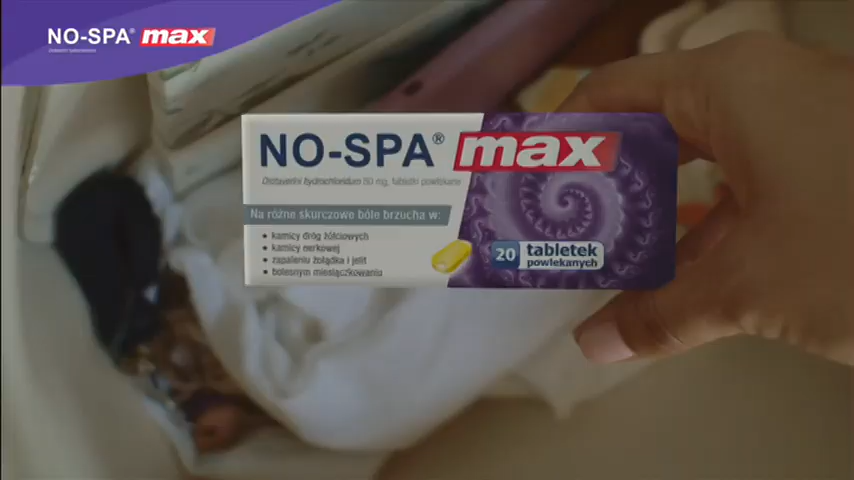 NO-SPA® max
NO-SPA® max
Drotaverini hydrochloridum 80 mg, tabletki powlekane
Na różne skurczowe bóle brzucha w:
• kamicy dróg żółciowych
• kamicy nerkowej
• zapaleniu żołądka i jelit
• bolesnym miesiączkowaniu
20 tabletek
powlekanych